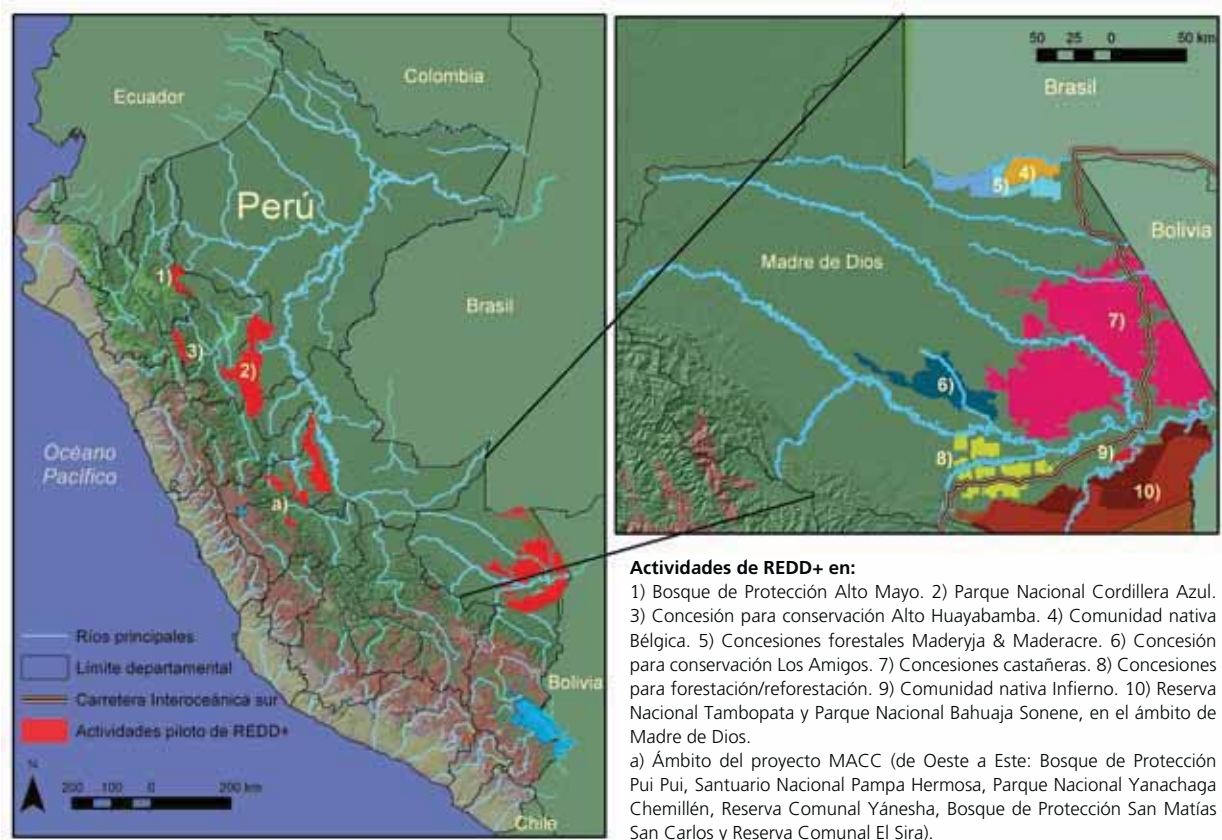 Ecuador
Colombia
Perú
Brasil
1)
3)
2)
a)
Océano
Pacífico
Bolivia
Chile
Ríos principales
Límite departamental
Carretera Interoceánica sur
Actividades piloto de REDD+
N
200 100 0 200 km
50 25 0 50 km
Brasil
4)
5)
Bolivia
Madre de Dios
7)
6)
8)
9)
10)
Actividades de REDD+ en:
1) Bosque de Protección Alto Mayo. 2) Parque Nacional Cordillera Azul.
3) Concesión para conservación Alto Huayabamba. 4) Comunidad nativa
Bélgica. 5) Concesiones forestales Maderyja & Maderacre. 6) Concesión
para conservación Los Amigos. 7) Concesiones castañeras. 8) Concesiones
para forestación/reforestación. 9) Comunidad nativa Infierno. 10) Reserva
Nacional Tambopata y Parque Nacional Bahuaja Sonene, en el ámbito de
Madre de Dios.
a) Ámbito del proyecto MACC (de Oeste a Este: Bosque de Protección
Pui Pui, Santuario Nacional Pampa Hermosa, Parque Nacional Yanachaga
Chemillén, Reserva Comunal Yánesha, Bosque de Protección San Matías
San Carlos y Reserva Comunal El Sira).